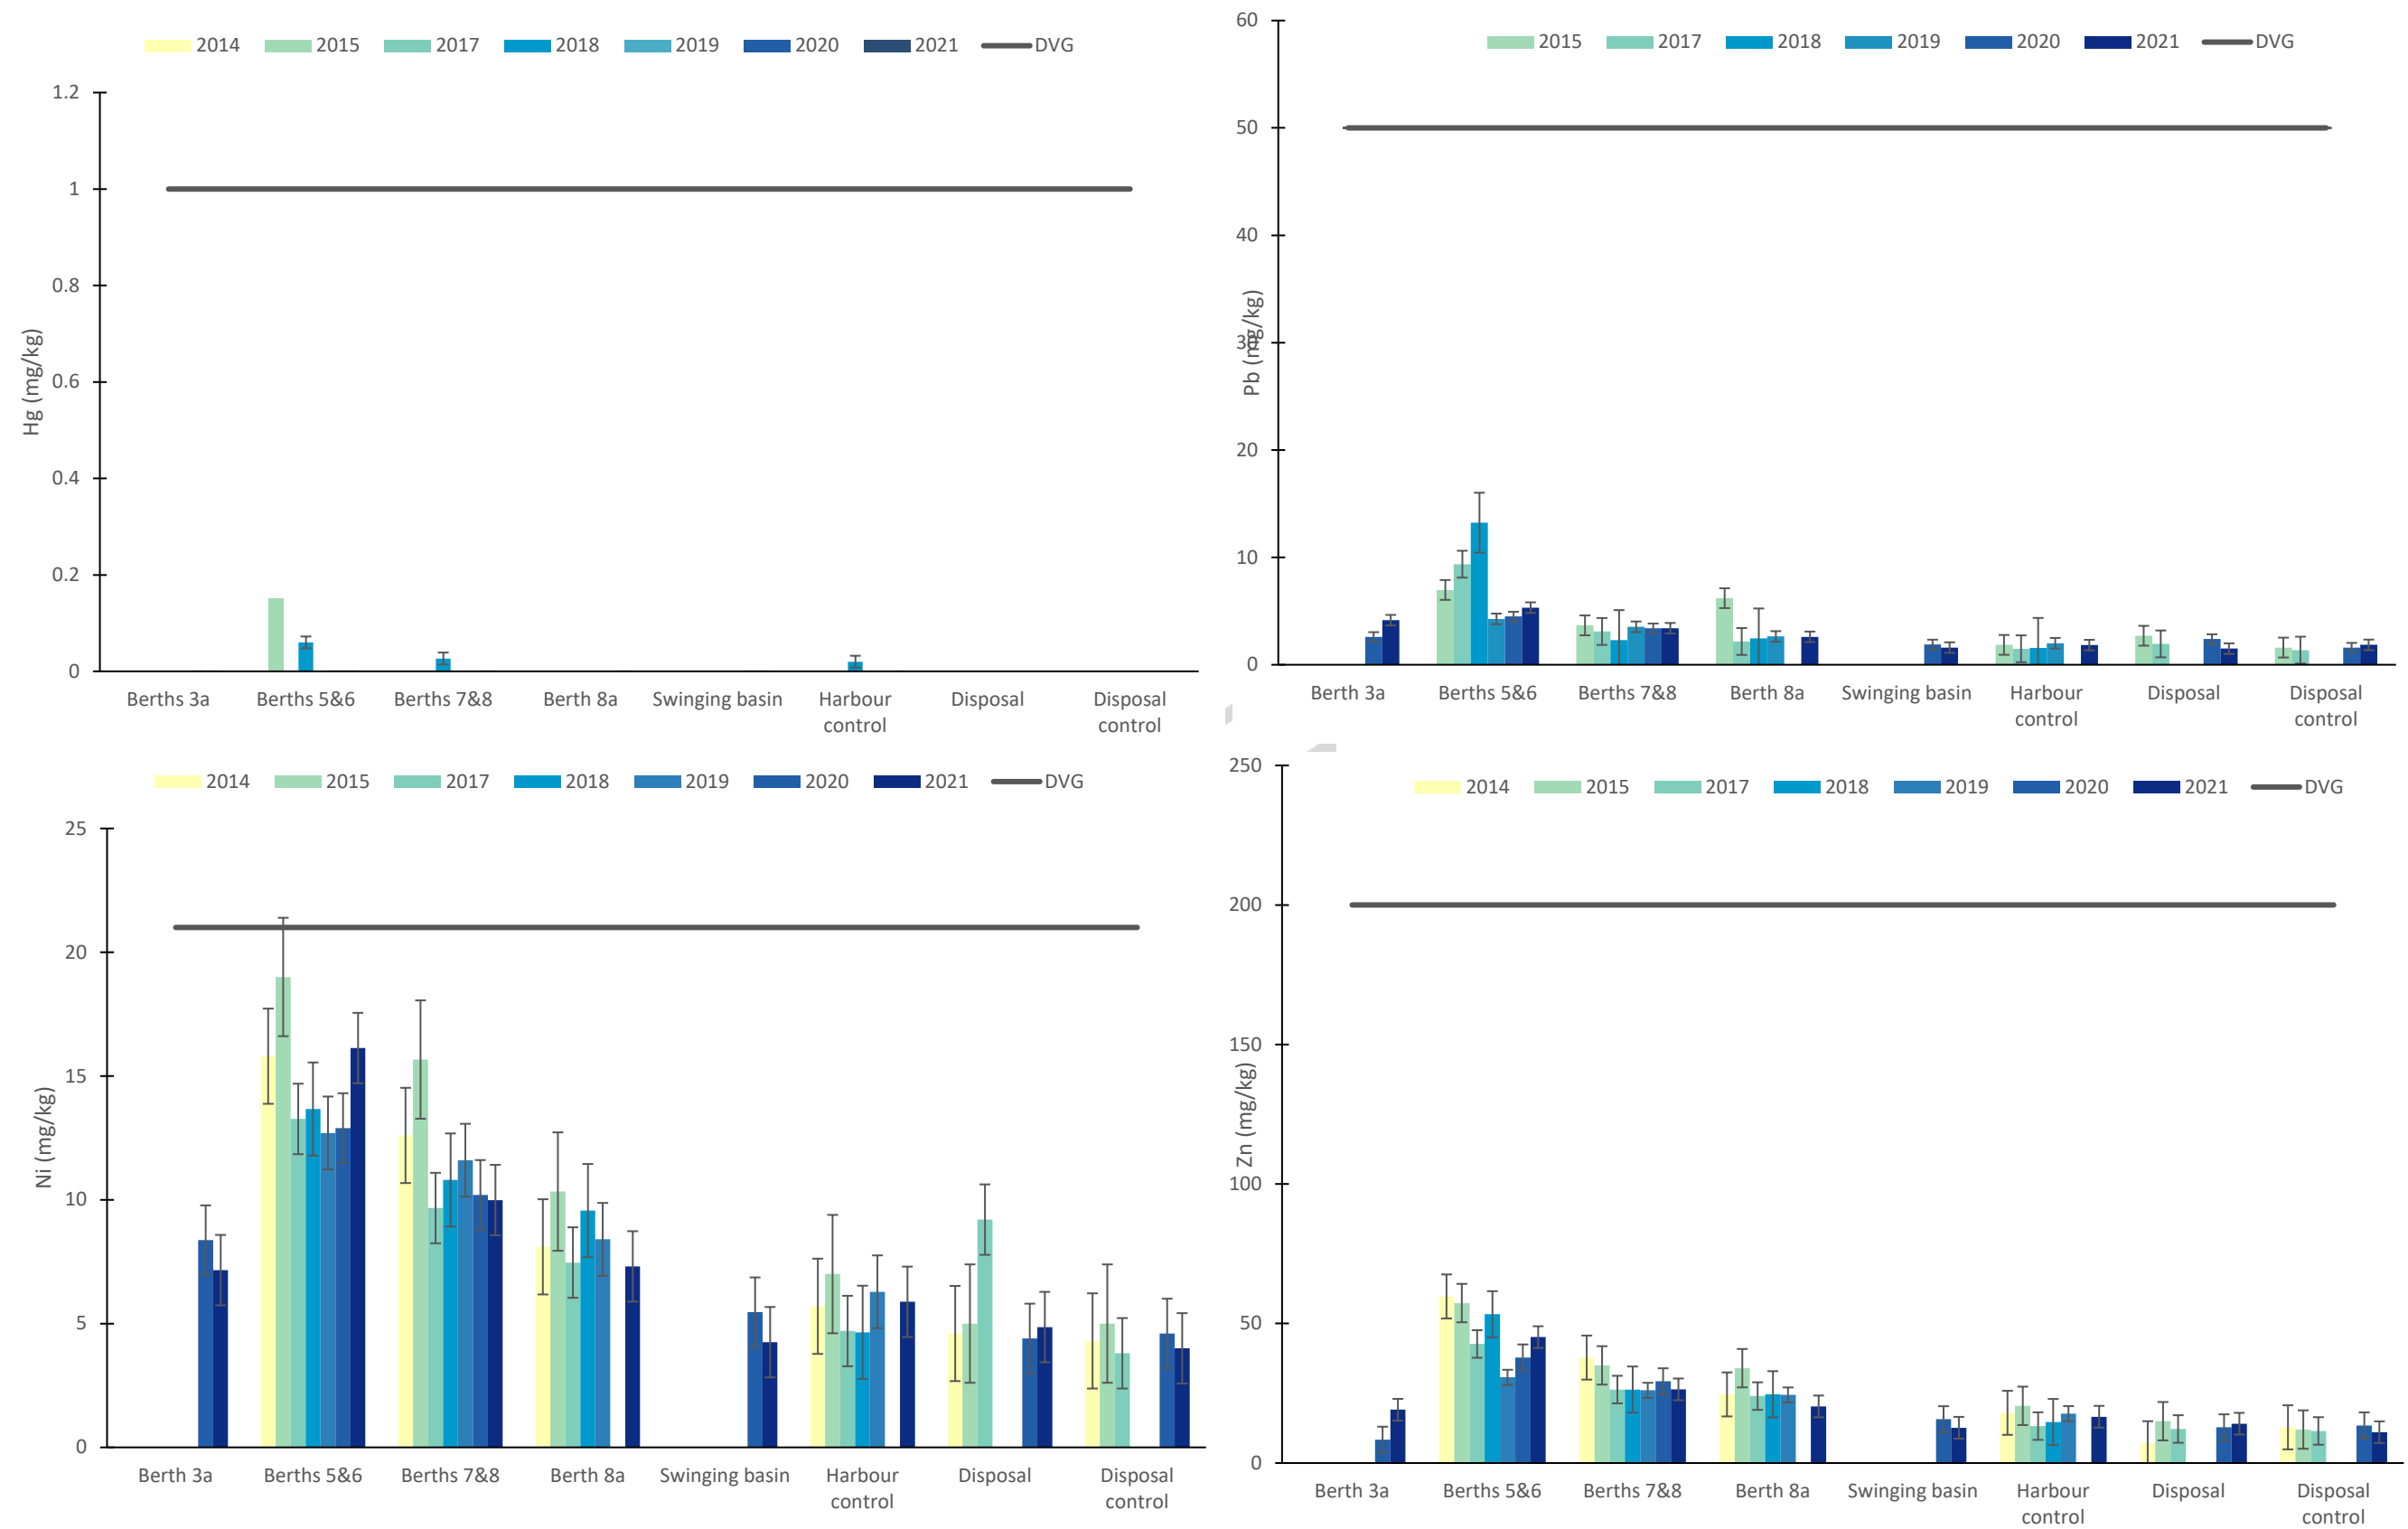 2014 2015 2017 2018 2019 2020 2021 DVG
1.2
1
0.8
0.6
0.4
0.2
0
Hg (mg/kg)
Berths 3a Berths 5&6 Berths 7&8 Berth 8a Swinging basin Harbour control Disposal Disposal control
2015 2017 2018 2019 2020 2021 DVG
60
50
40
30
20
10
0
Pb (mg/kg)
Berth 3a Berths 5&6 Berths 7&8 Berth 8a Swinging basin Harbour control Disposal Disposal control
2014 2015 2017 2018 2019 2020 2021 DVG
25
20
15
10
5
0
Ni (mg/kg)
Berth 3a Berths 5&6 Berths 7&8 Berth 8a Swinging basin Harbour control Disposal Disposal control
2014 2015 2017 2018 2019 2020 2021 DVG
250
200
150
100
50
0
Zn (mg/kg)
Berth 3a Berths 5&6 Berths 7&8 Berth 8a Swinging basin Harbour control Disposal Disposal control